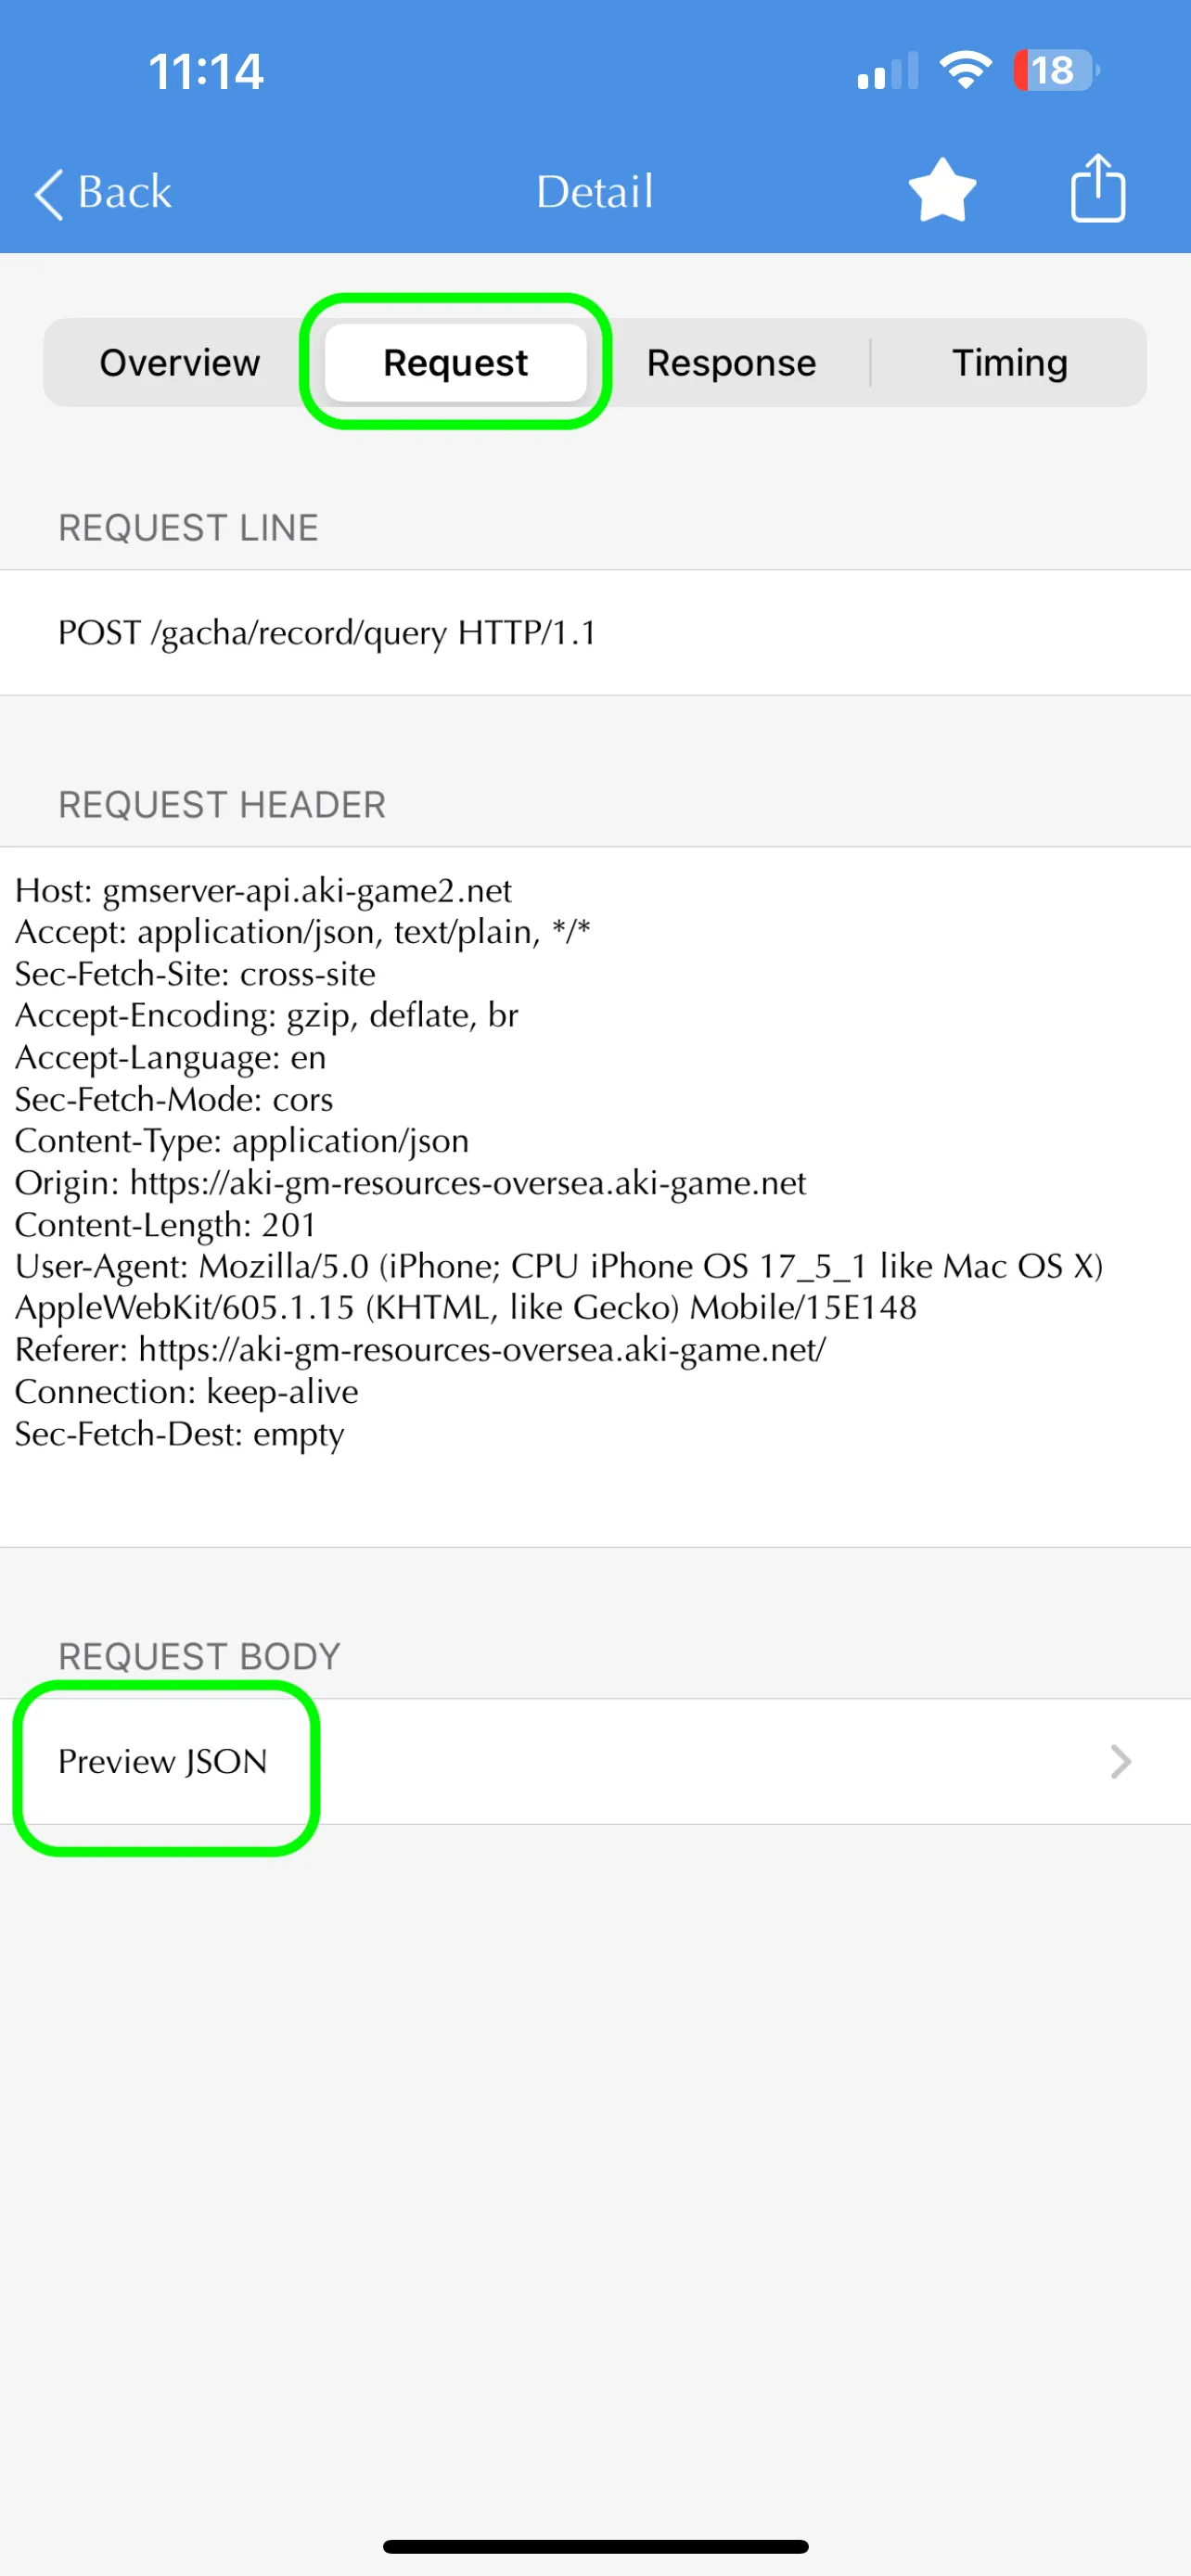 11:14
18
Back
Detail
Overview
Request
Response
Timing
REQUEST LINE
POST /gacha/record/query HTTP/1.1
REQUEST HEADER
Host: gmserver-api.aki-game2.net
Accept: application/json, text/plain, */*
Sec-Fetch-Site: cross-site
Accept-Encoding: gzip, deflate, br
Accept-Language: en
Sec-Fetch-Mode: cors
Content-Type: application/json
Origin: https://aki-gm-resources-oversea.aki-game.net
Content-Length: 201
User-Agent: Mozilla/5.0 (iPhone; CPU iPhone OS 17_5_1 like Mac OS X)
AppleWebKit/605.1.15 (KHTML, like Gecko) Mobile/15E148
Referer: https://aki-gm-resources-oversea.aki-game.net/
Connection: keep-alive
Sec-Fetch-Dest: empty
REQUEST BODY
Preview JSON